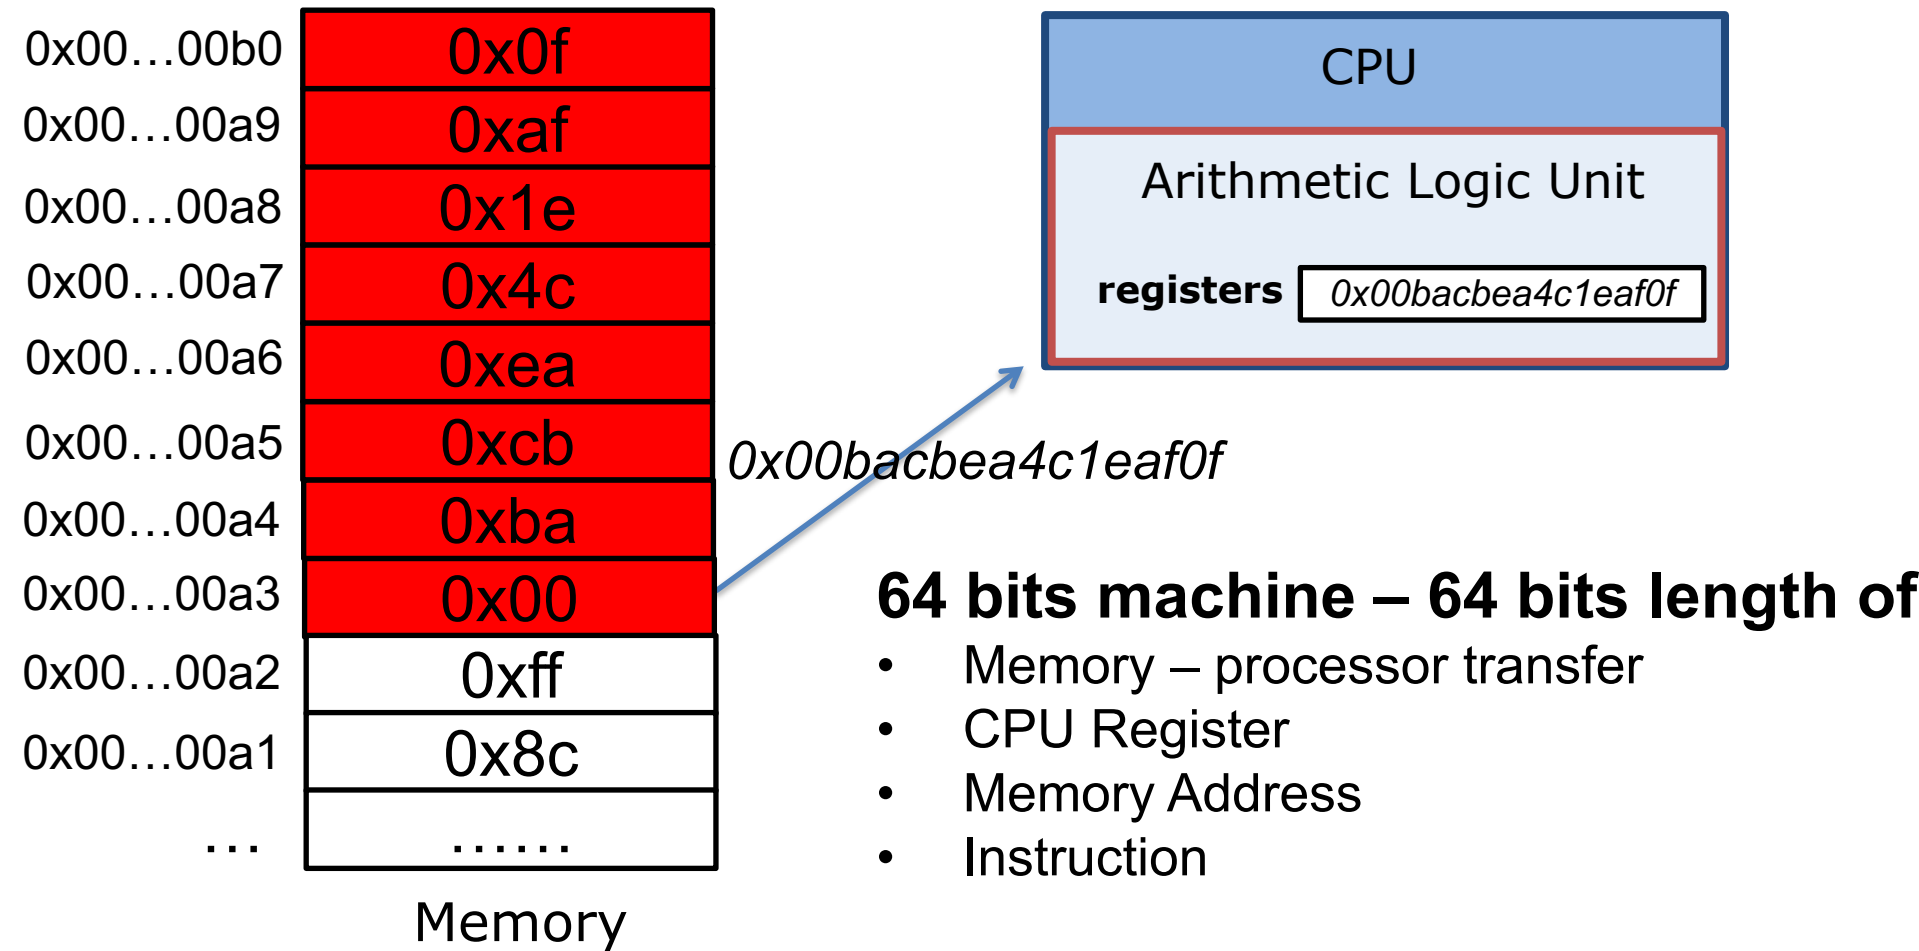 0x00…00b0 0x0f
0x00…00a9 0xaf
0x00…00a8 0x1e
0x00…00a7 0x4c
0x00…00a6 0xea
0x00…00a5 0xcb
0x00…00a4 0xba
0x00…00a3 0x00
0x00…00a2 0xff
0x00…00a1 0x8c
… ……
Memory
CPU
Arithmetic Logic Unit
registers 0x00bacbea4c1eaf0f
0x00bacbea4c1eaf0f
64 bits machine – 64 bits length of
• Memory – processor transfer
• CPU Register
• Memory Address
• Instruction